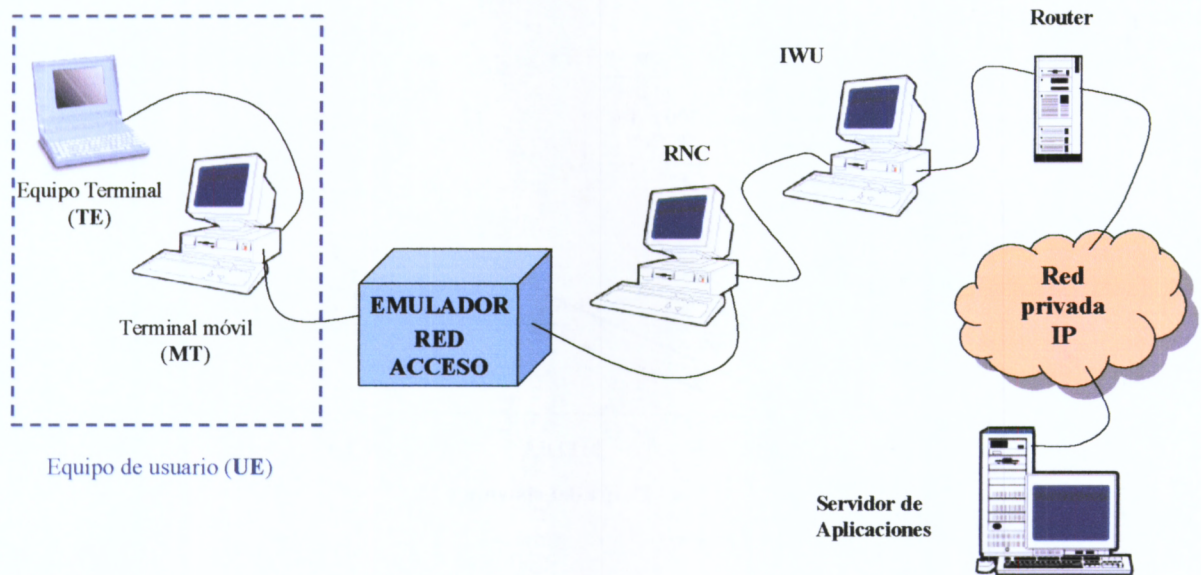 Router
IWU
RNC
Equipo Terminal
(TE)
Terminal móvil
(MT)
EMULADOR
RED
ACCESO
Red
privada
IP
Equipo de usuario (UE)
Servidor de
Aplicaciones